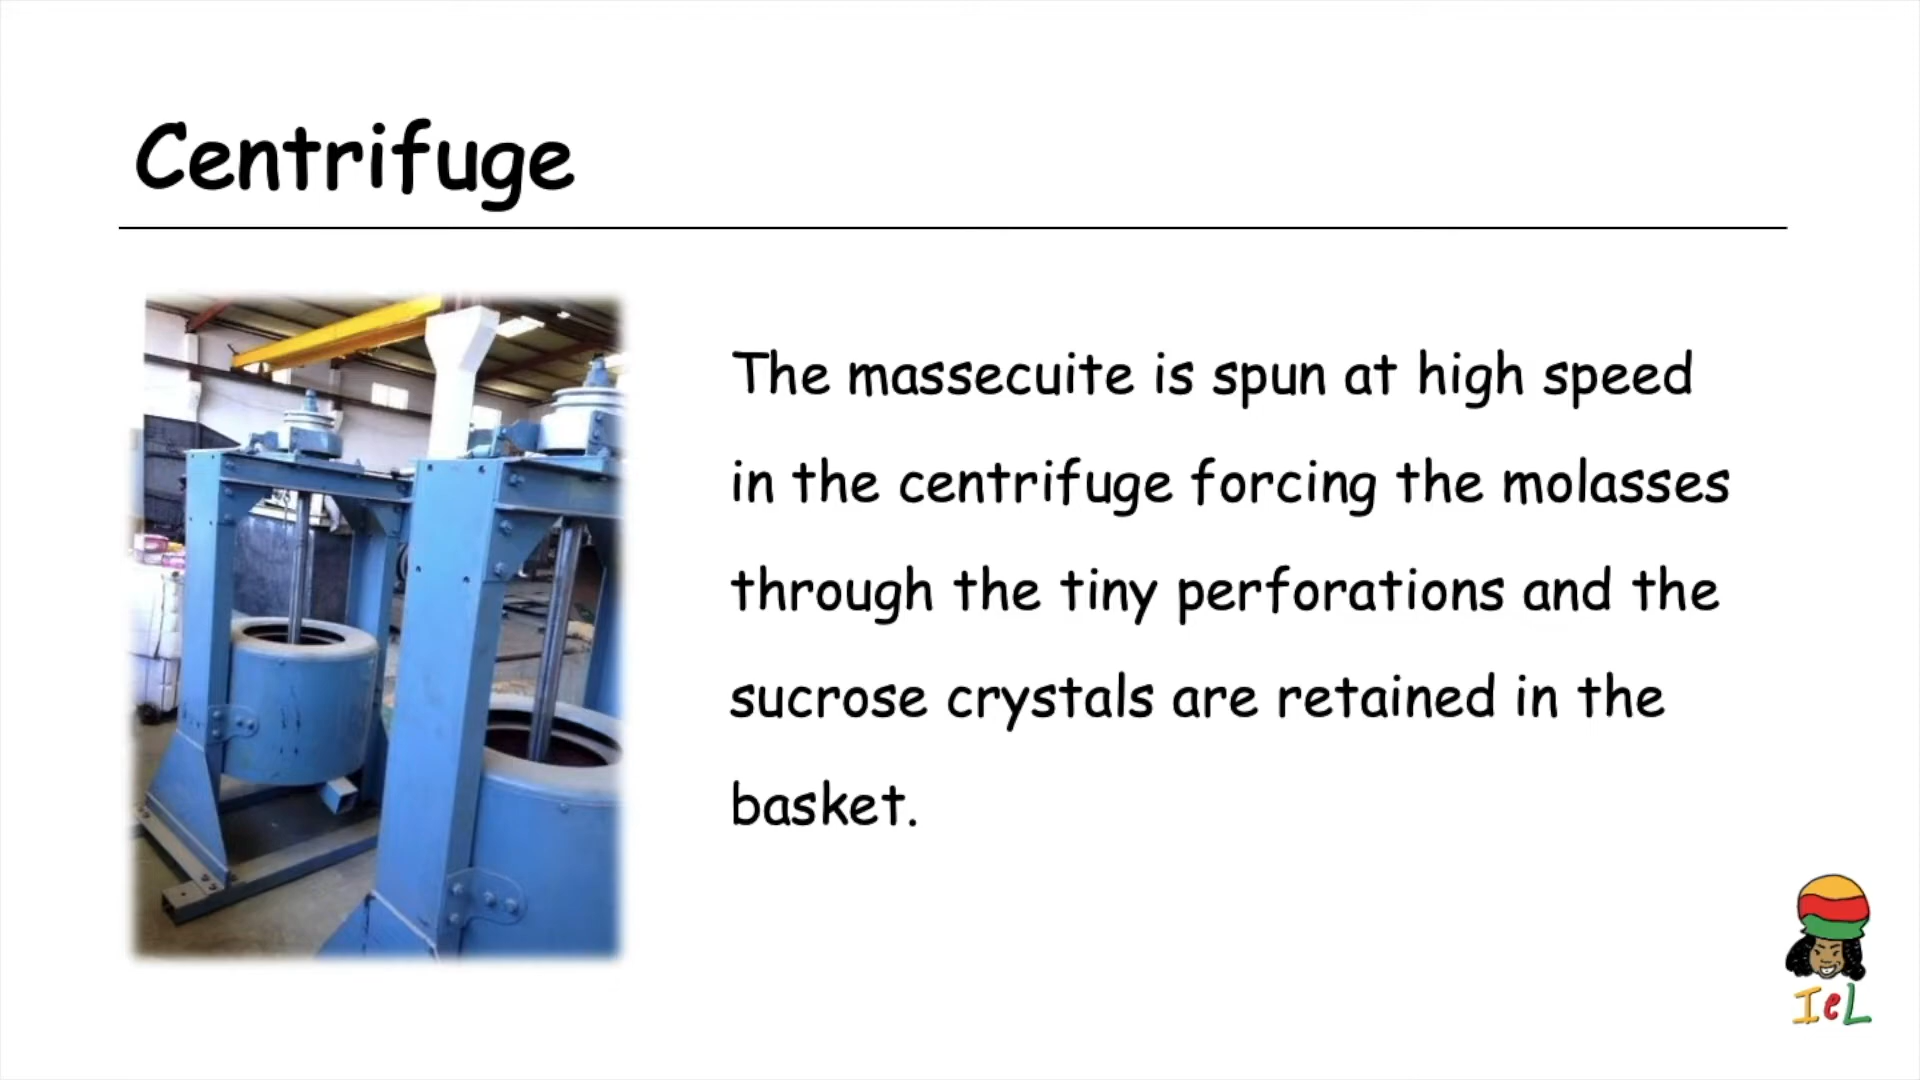 Centrifuge
The massecuite is spun at high speed
in the centrifuge forcing the molasses
through the tiny perforations and the
sucrose crystals are retained in the
basket.
IeL